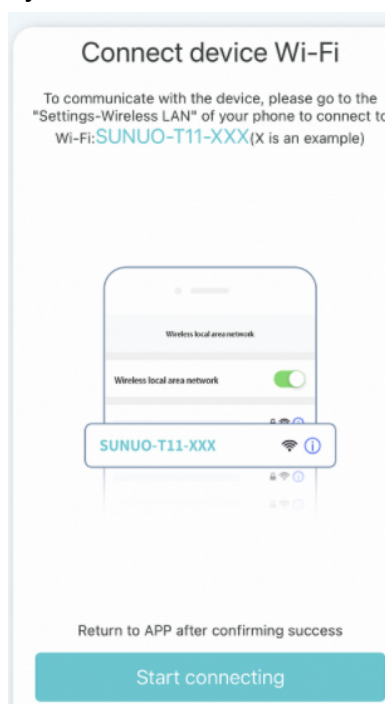 Connect device Wi-Fi
To communicate with the device, please go to the
"Settings-Wireless LAN" of your phone to connect to
Wi-Fi:SUNUO-T11-XXX(X is an example)
Wireless local area network
Wireless local area network
SUNUO-T11-XXX
Return to APP after confirming success
Start connecting